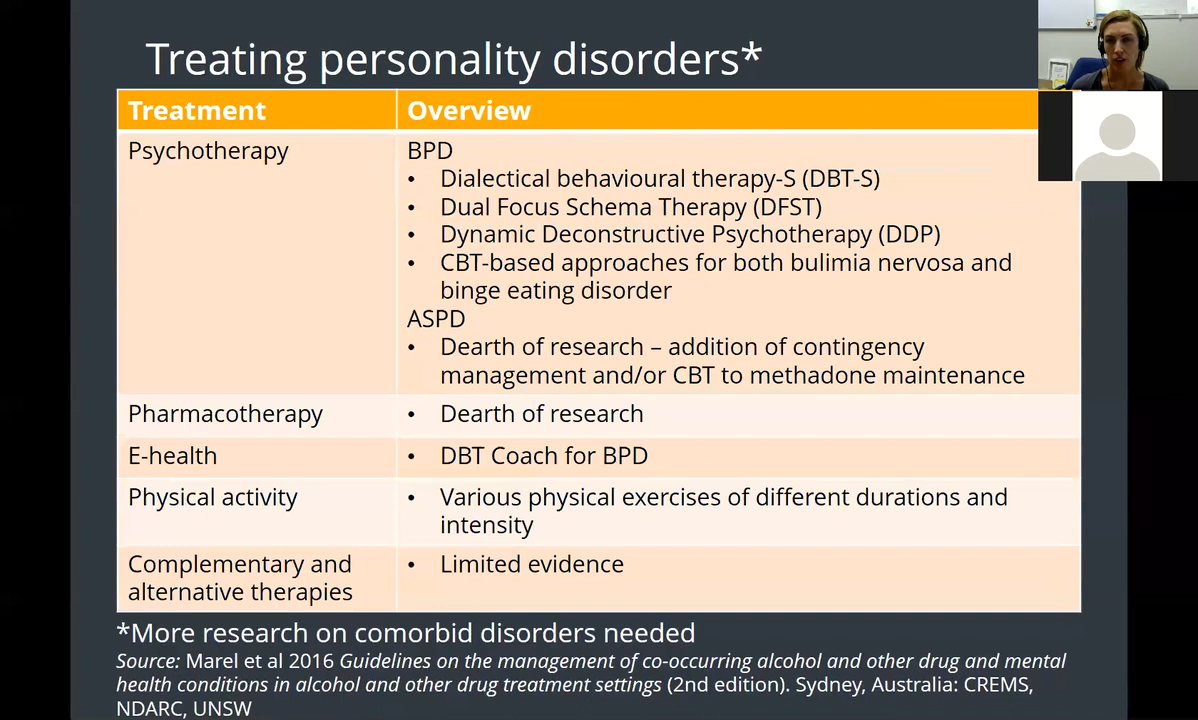 Treating personality disorders*
Treatment
Overview
Psychotherapy
BPD
• Dialectical behavioural therapy-S (DBT-S)
• Dual Focus Schema Therapy (DFST)
• Dynamic Deconstructive Psychotherapy (DDP)
• CBT-based approaches for both bulimia nervosa and
binge eating disorder
ASPD
• Dearth of research – addition of contingency
management and/or CBT to methadone maintenance
Pharmacotherapy
• Dearth of research
E-health
• DBT Coach for BPD
Physical activity
• Various physical exercises of different durations and
intensity
Complementary and
alternative therapies
• Limited evidence
*More research on comorbid disorders needed
Source: Marel et al 2016 Guidelines on the management of co-occurring alcohol and other drug and mental
health conditions in alcohol and other drug treatment settings (2nd edition). Sydney, Australia: CREMS,
NDARC, UNSW